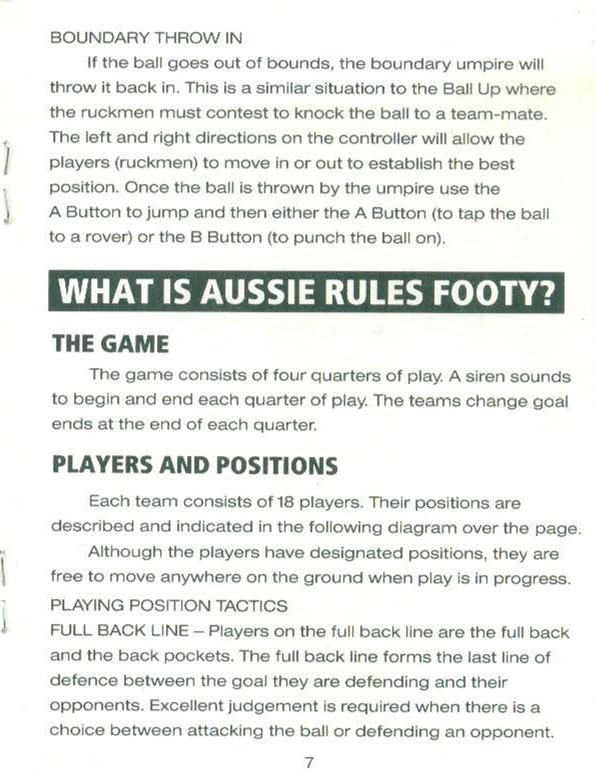 BOUNDARY THROW IN
If the ball goes out of bounds, the boundary umpire will
throw it back in. This is a similar situation to the Ball Up where
the ruckmen must contest to knock the ball to a team-mate.
The left and right directions on the controller will allow the
players (ruckmen) to move in or out to establish the best
position. Once the ball is thrown by the umpire use the
A Button to jump and then either the A Button (to tap the ball
to a rover) or the B Button (to punch the ball on).
WHAT IS AUSSIE RULES FOOTY?
THE GAME
The game consists of four quarters of play. A siren sounds
to begin and end each quarter of play. The teams change goal
ends at the end of each quarter.
PLAYERS AND POSITIONS
Each team consists of 18 players. Their positions are
described and indicated in the following diagram over the page.
Although the players have designated positions, they are
free to move anywhere on the ground when play is in progress.
PLAYING POSITION TACTICS
FULL BACK LINE – Players on the full back line are the full back
and the back pockets. The full back line forms the last line of
defence between the goal they are defending and their
opponents. Excellent judgement is required when there is a
choice between attacking the ball or defending an opponent.
7